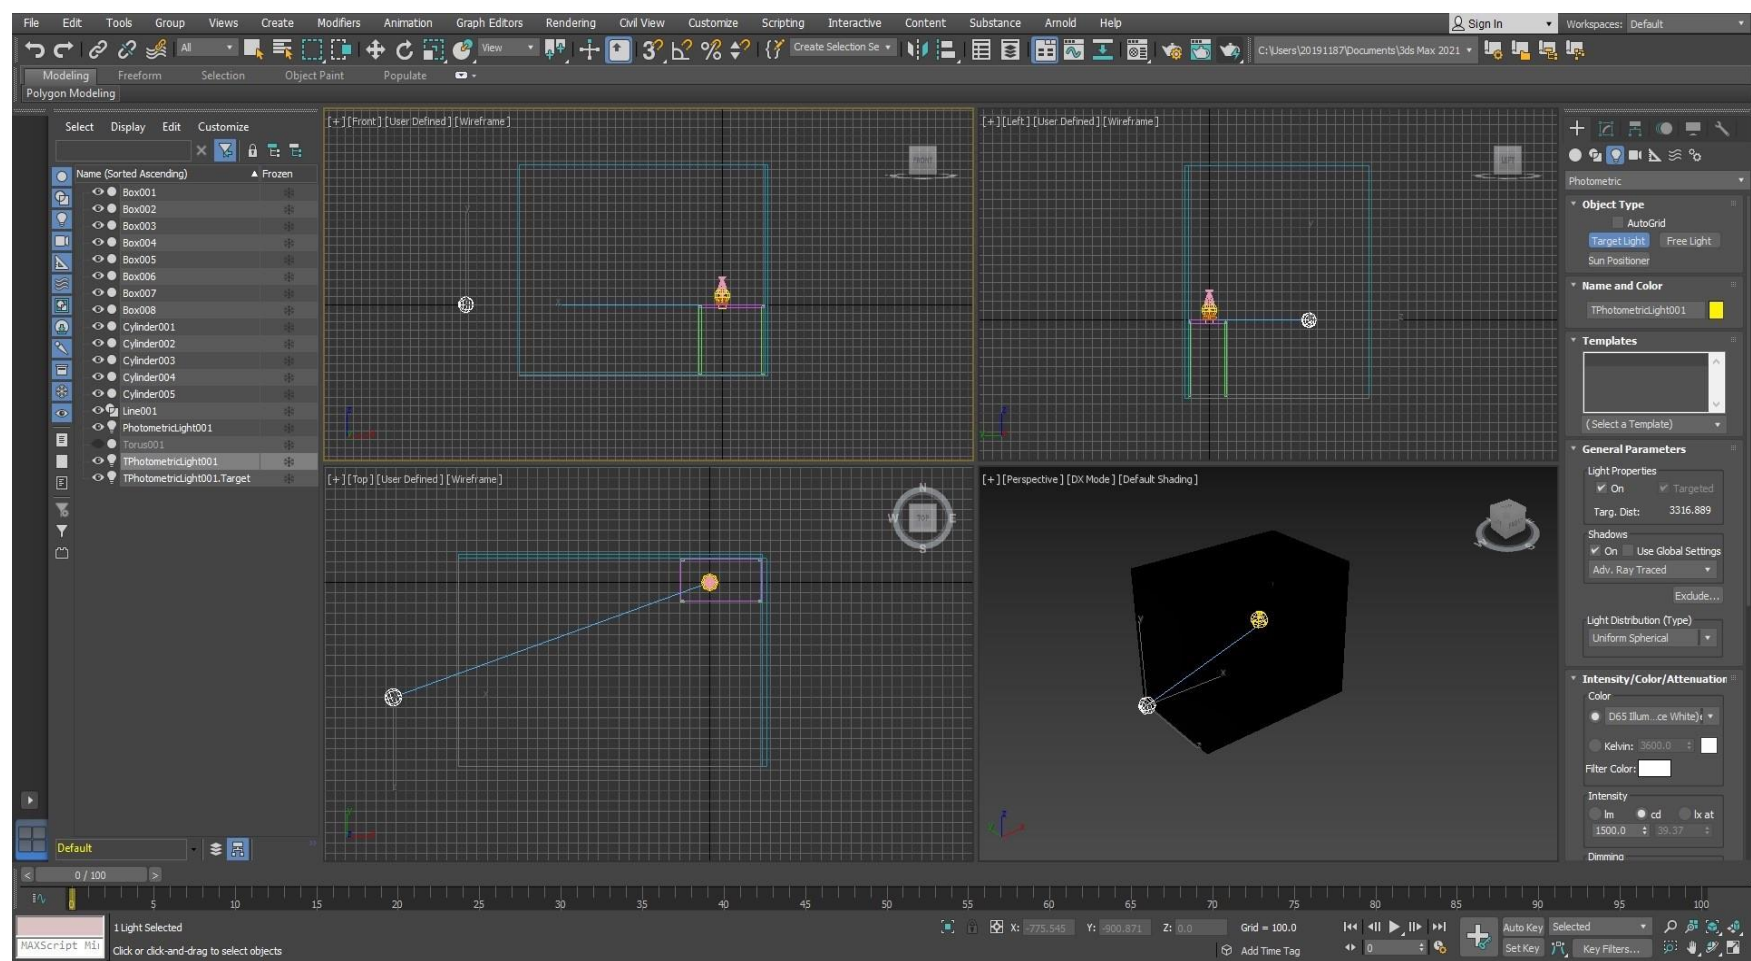 File Edit Tools Group Views Create Modifiers Animation Graph Editors Rendering Civil View Customize Scripting Interactive Content Substance Arnold Help Sign In Workspaces: Default
All View Create Selection Se C:\Users\20191187\Documents\3ds Max 2021
Modeling Freeform Selection Object Paint Populate
Polygon Modeling
Select Display Edit Customize
Name (Sorted Ascending) Frozen
Box001
Box002
Box003
Box004
Box005
Box006
Box007
Box008
Cylinder001
Cylinder002
Cylinder003
Cylinder004
Cylinder005
Line001
PhotometricLight001
Torus001
TPhotometricLight001
TPhotometricLight001.Target
Default
[+] [Front] [User Defined] [Wireframe]
FRONT
[+] [Left] [User Defined] [Wireframe]
LEFT
[+] [Top] [User Defined] [Wireframe]
N
W TOP E
S
[+] [Perspective] [DX Mode] [Default Shading]
Photometric
Object Type
AutoGrid
Target Light Free Light
Sun Positioner
Name and Color
TPhotometricLight001
Templates
(Select a Template)
General Parameters
Light Properties
On Targeted
Targ. Dist: 3316.889
Shadows
On Use Global Settings
Adv. Ray Traced
Exclude...
Light Distribution (Type)
Uniform Spherical
Intensity/Color/Attenuation
Color
D65 Illum...ce White)
Kelvin: 3600.0
Filter Color:
Intensity
lm cd lx at
1500.0 39.37
Dimming
< 0 / 100 >
0 5 10 15 20 25 30 35 40 45 50 55 60 65 70 75 80 85 90 95 100
1 Light Selected X: -775.545 Y: -900.871 Z: 0.0 Grid = 100.0 Auto Key Selected
MAXScript Mi Click or click-and-drag to select objects Add Time Tag 0 Set Key Key Filters...